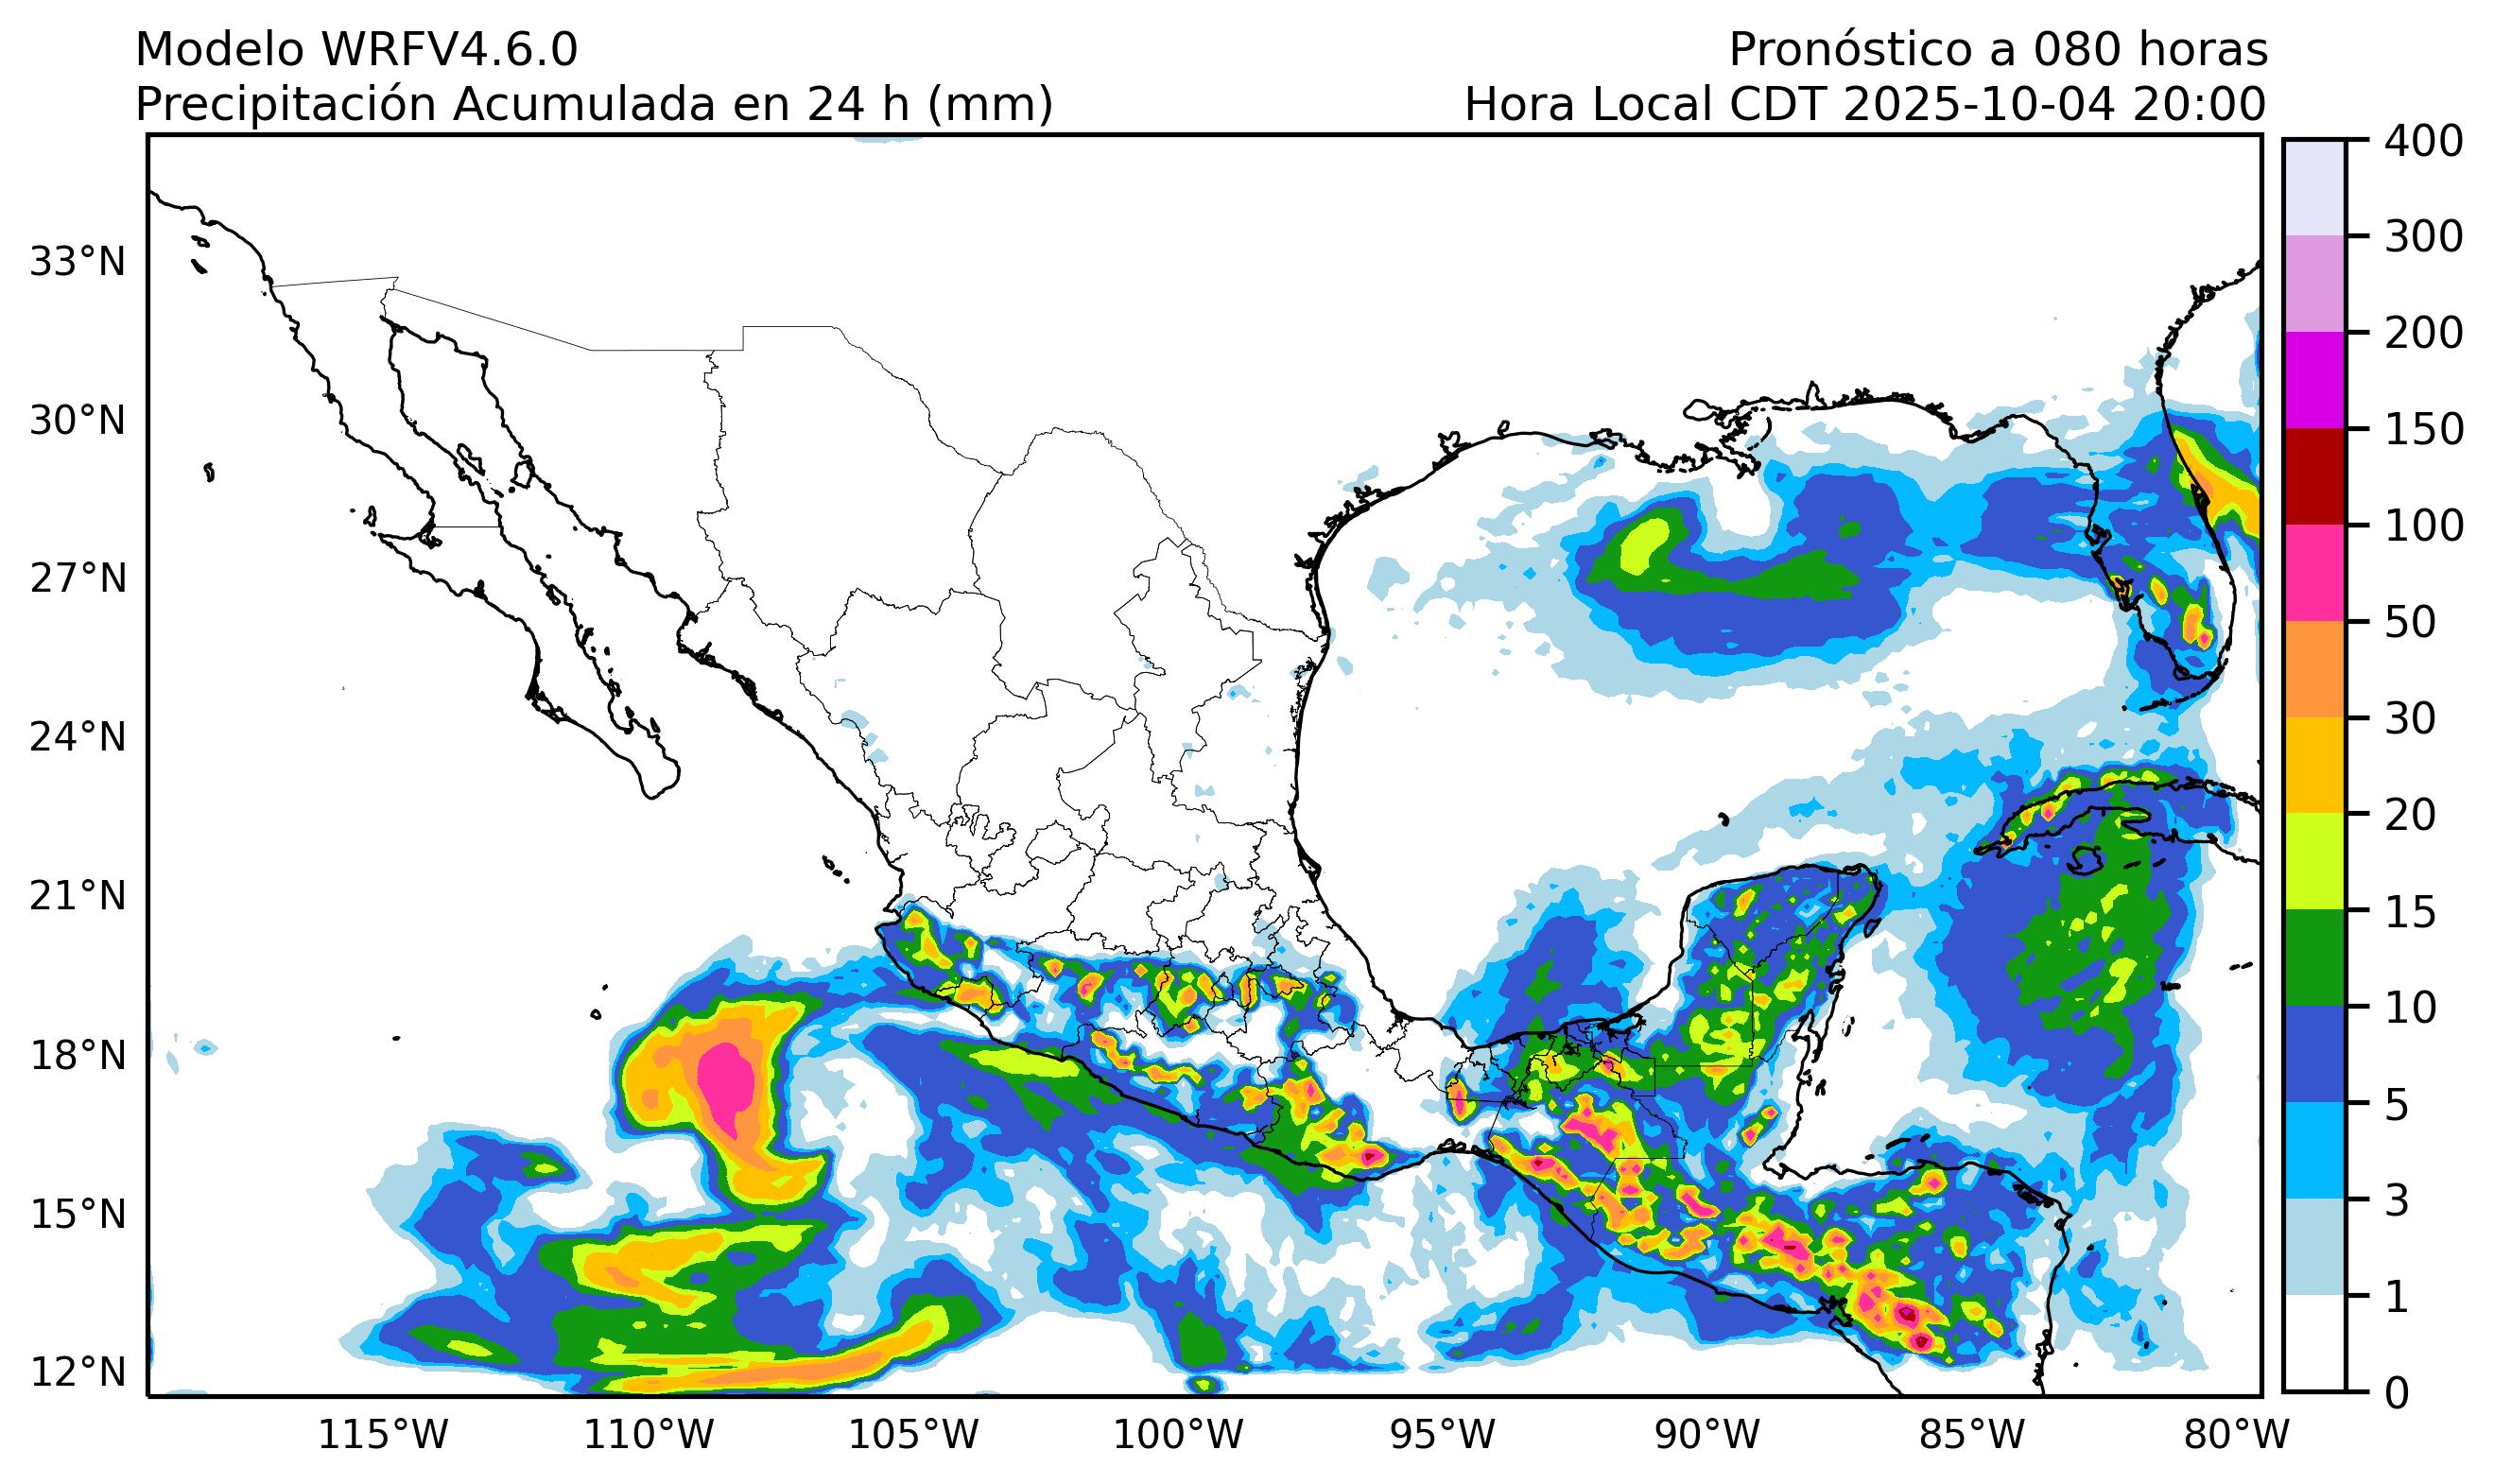 Modelo WRFV4.6.0
Pronóstico a 080 horas
Precipitación Acumulada en 24 h (mm)
Hora Local CDT 2025-10-04 20:00
33°N
30°N
27°N
24°N
21°N
18°N
15°N
12°N
115°W
110°W
105°W
100°W
95°W
90°W
85°W
80°W
400
300
200
150
100
50
30
20
15
10
5
3
1
0